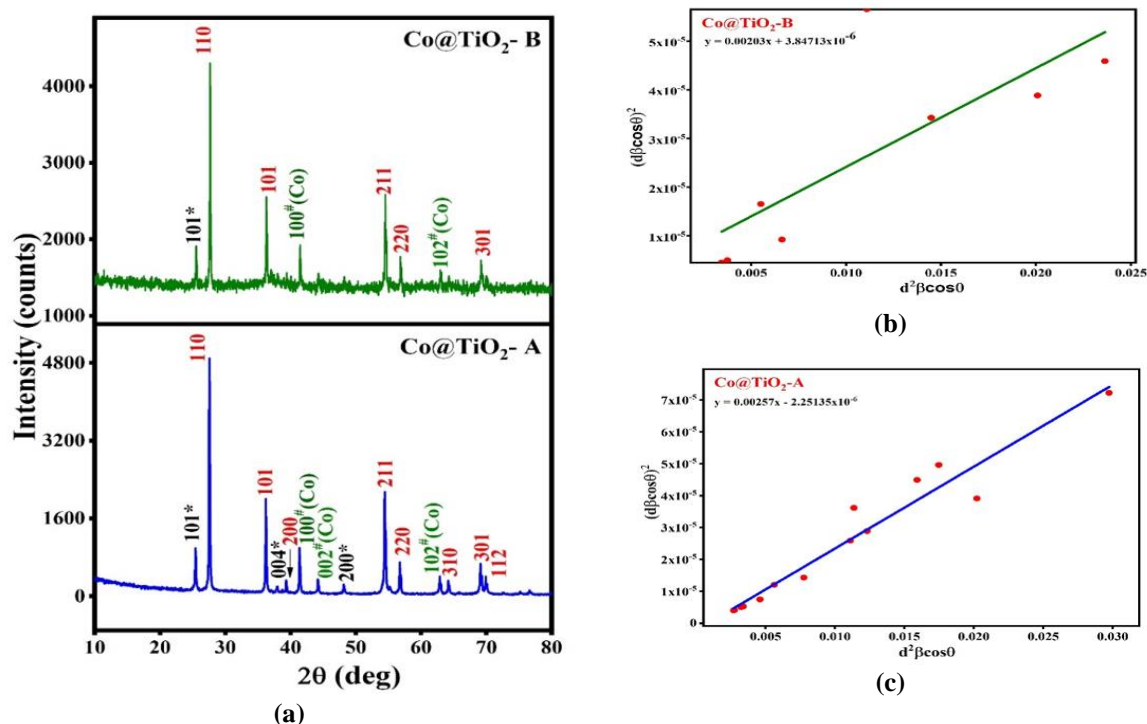 Co@TiO₂- B
110
101*
101
100#(Co)
211
220
102#(Co)
301
4000
3000
2000
1000
Co@TiO₂- A
110
101*
101
004*
200
100#(Co)
002#(Co)
200*
211
220
102#(Co)
310
301
112
4800
3200
1600
0
Intensity (counts)
10 20 30 40 50 60 70 80
2θ (deg)
(a)
Co@TiO₂-B
y = 0.00203x + 3.84713x10⁻⁶
5x10⁻⁵
4x10⁻⁵
3x10⁻⁵
2x10⁻⁵
1x10⁻⁵
(dβcosθ)²
0.005 0.010 0.015 0.020 0.025
d²βcosθ
(b)
Co@TiO₂-A
y = 0.00257x - 2.25135x10⁻⁶
7x10⁻⁵
6x10⁻⁵
5x10⁻⁵
4x10⁻⁵
3x10⁻⁵
2x10⁻⁵
1x10⁻⁵
0
(dβcosθ)²
0.005 0.010 0.015 0.020 0.025 0.030
d²βcosθ
(c)